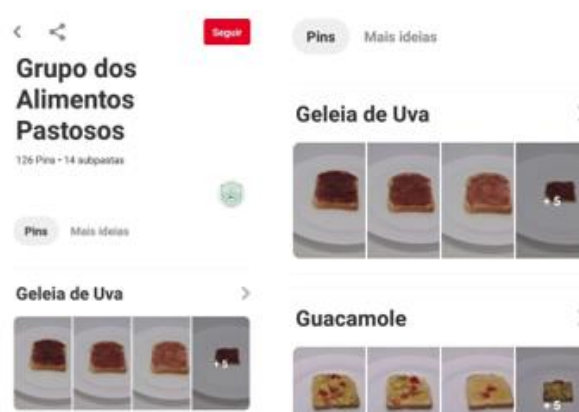 Seguir
Grupo dos
Alimentos
Pastosos
126 Pins • 14 subpastas
Pins Mais ideias
Geleia de Uva
+ 5
Pins Mais ideias
Geleia de Uva
+ 5
Guacamole
+ 5